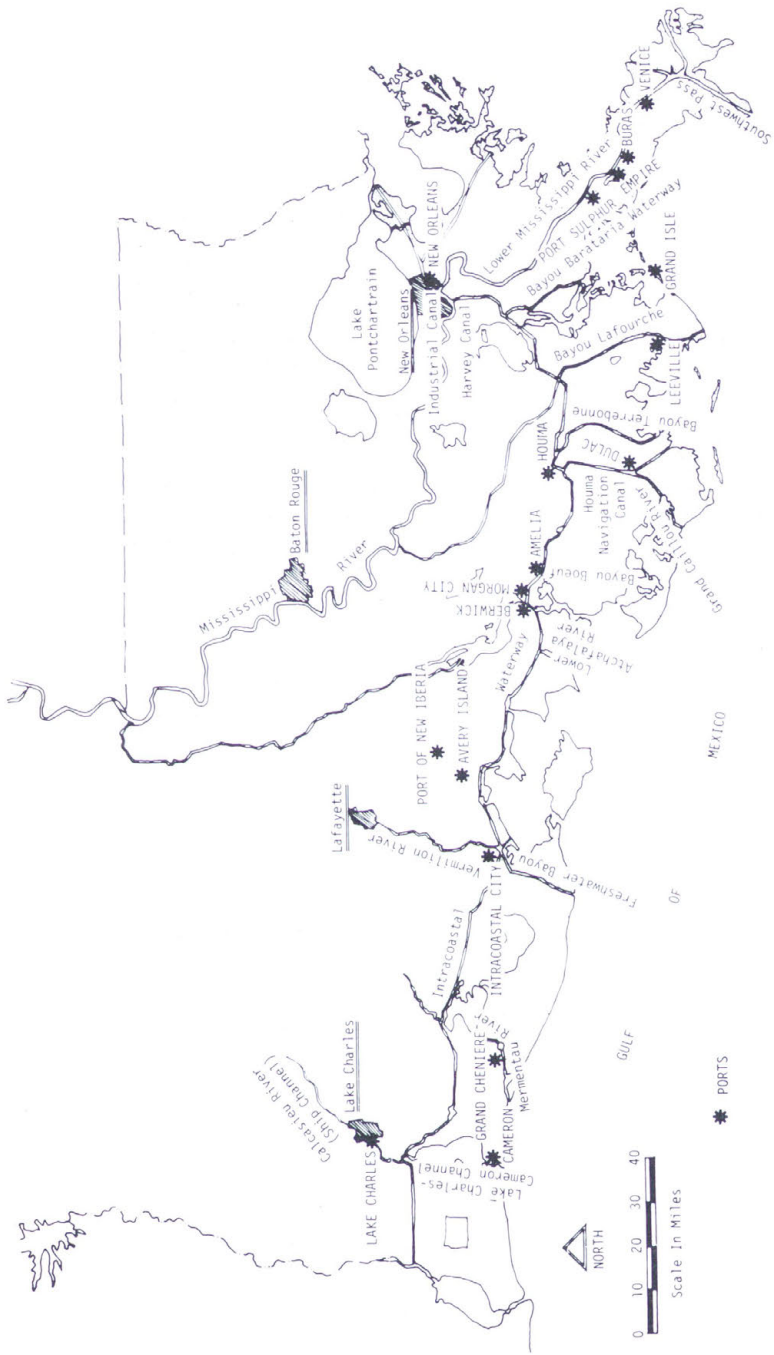 Calcasieu River
(Ship Channel)
Lake Charles
LAKE CHARLES
Lake Charles-
Cameron Channel
CAMERON
GRAND CHENIERE
Mermentau
River
Intracoastal
INTRACOASTAL CITY
Freshwater Bayou
Vermilion River
Lafayette
PORT OF NEW IBERIA
AVERY ISLAND
Waterway
Lower
Atchafalaya
River
BERWICK
MORGAN CITY
AMELIA
Bayou Boeuf
Mississippi
River
Baton Rouge
HOUMA
Houma
Navigation
Canal
Grand Caillou River
DULAC
Bayou Terrebonne
LEEVILLE
Bayou Lafourche
GRAND ISLE
Lake
Pontchartrain
New Orleans
Industrial Canal
Harvey Canal
NEW ORLEANS
Lower Mississippi River
PORT SULPHUR
EMPIRE
Bayou Barataria Waterway
BURAS
VENICE
Southwest Pass
GULF
OF
MEXICO
NORTH
0 10 20 30 40
Scale In Miles
PORTS